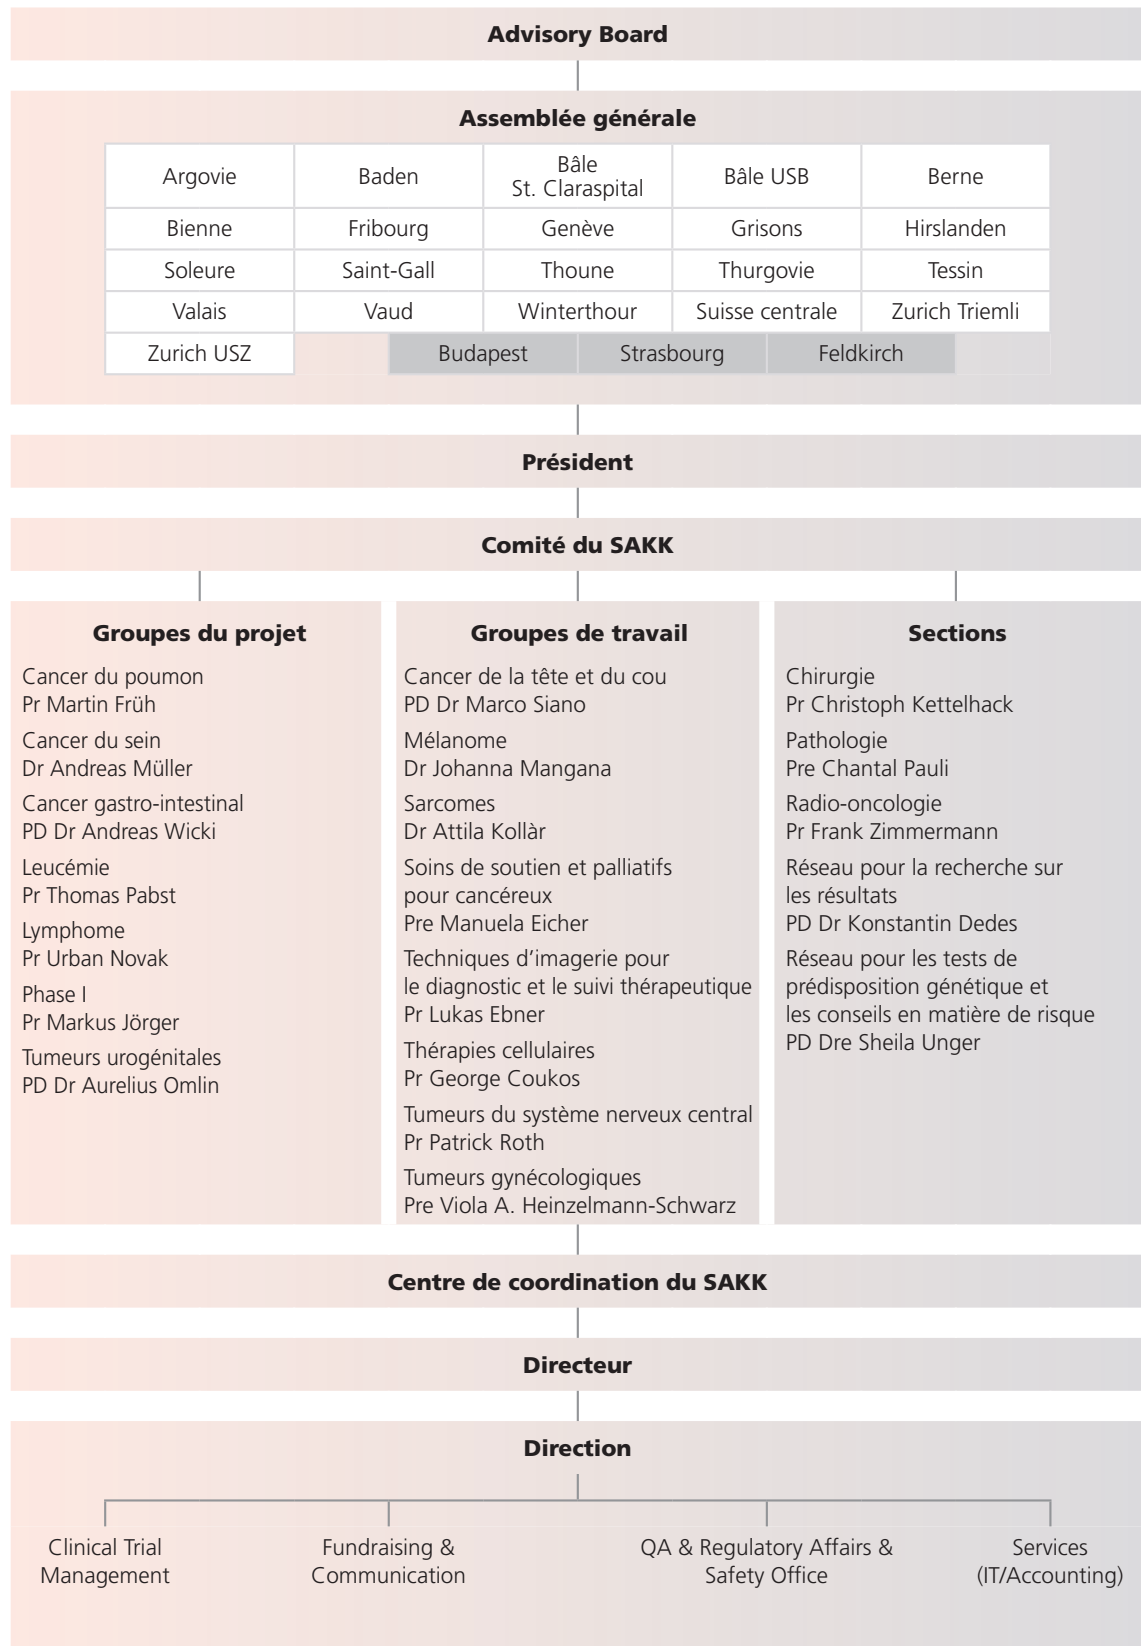 Advisory Board
Assemblée générale
Argovie
Baden
Bâle
St. Claraspital
Bâle USB
Berne
Bienne
Fribourg
Genève
Grisons
Hirslanden
Soleure
Saint-Gall
Thoune
Thurgovie
Tessin
Valais
Vaud
Winterthour
Suisse centrale
Zurich Triemli
Zurich USZ
Budapest
Strasbourg
Feldkirch
Président
Comité du SAKK
Groupes du projet
Cancer du poumon
Pr Martin Früh
Cancer du sein
Dr Andreas Müller
Cancer gastro-intestinal
PD Dr Andreas Wicki
Leucémie
Pr Thomas Pabst
Lymphome
Pr Urban Novak
Phase I
Pr Markus Jörger
Tumeurs urogénitales
PD Dr Aurelius Omlin
Groupes de travail
Cancer de la tête et du cou
PD Dr Marco Siano
Mélanome
Dr Johanna Mangana
Sarcomes
Dr Attila Kollàr
Soins de soutien et palliatifs
pour cancéreux
Pre Manuela Eicher
Techniques d’imagerie pour
le diagnostic et le suivi thérapeutique
Pr Lukas Ebner
Thérapies cellulaires
Pr George Coukos
Tumeurs du système nerveux central
Pr Patrick Roth
Tumeurs gynécologiques
Pre Viola A. Heinzelmann-Schwarz
Sections
Chirurgie
Pr Christoph Kettelhack
Pathologie
Pre Chantal Pauli
Radio-oncologie
Pr Frank Zimmermann
Réseau pour la recherche sur
les résultats
PD Dr Konstantin Dedes
Réseau pour les tests de
prédisposition génétique et
les conseils en matière de risque
PD Dre Sheila Unger
Centre de coordination du SAKK
Directeur
Direction
Clinical Trial
Management
Fundraising &
Communication
QA & Regulatory Affairs &
Safety Office
Services
(IT/Accounting)